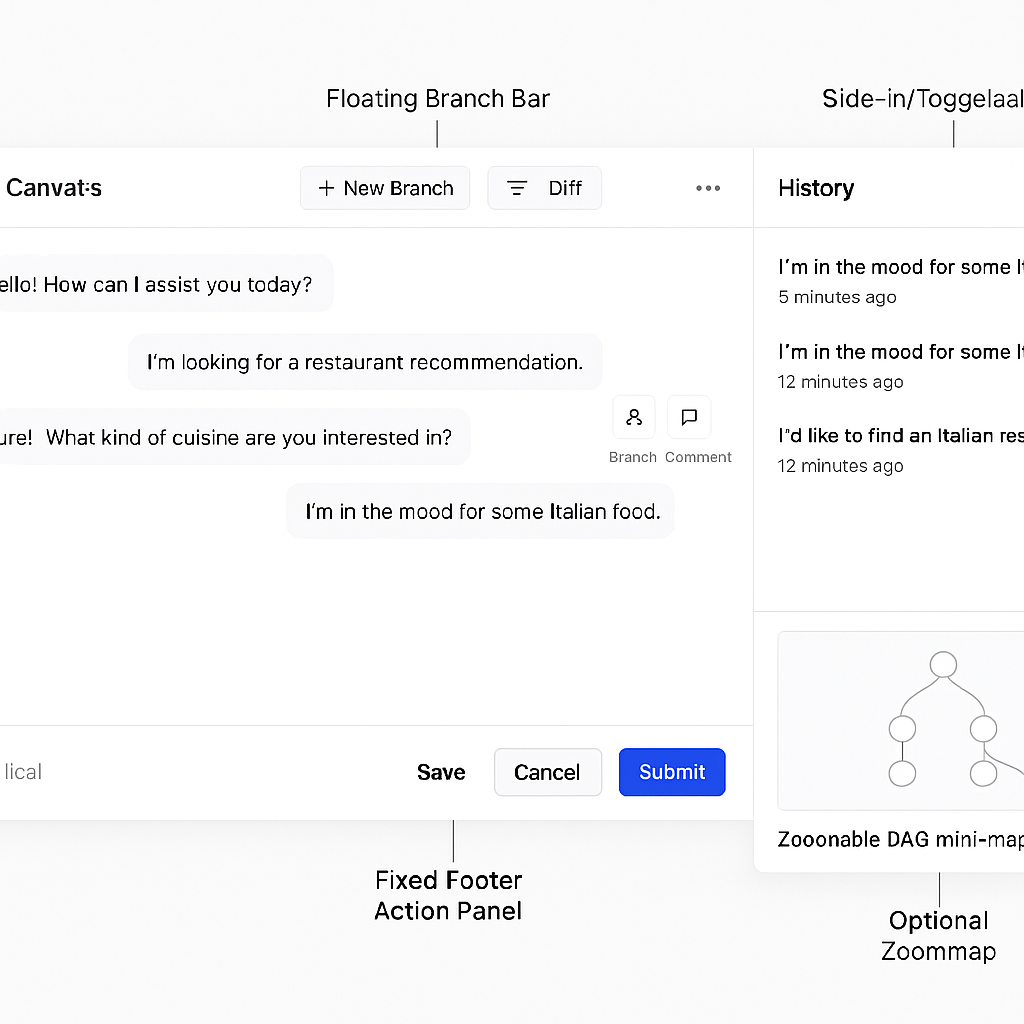 Floating Branch Bar
Side-in/Toggelaal
Canvat:s
+ New Branch
Diff
History
ello! How can I assist you today?
I'm looking for a restaurant recommendation.
ure! What kind of cuisine are you interested in?
Branch
Comment
I'm in the mood for some Italian food.
I'm in the mood for some It
5 minutes ago
I'm in the mood for some It
12 minutes ago
I"d like to find an Italian res
12 minutes ago
lical
Save
Cancel
Submit
Zooonable DAG mini-map
Fixed Footer
Action Panel
Optional
Zoommap